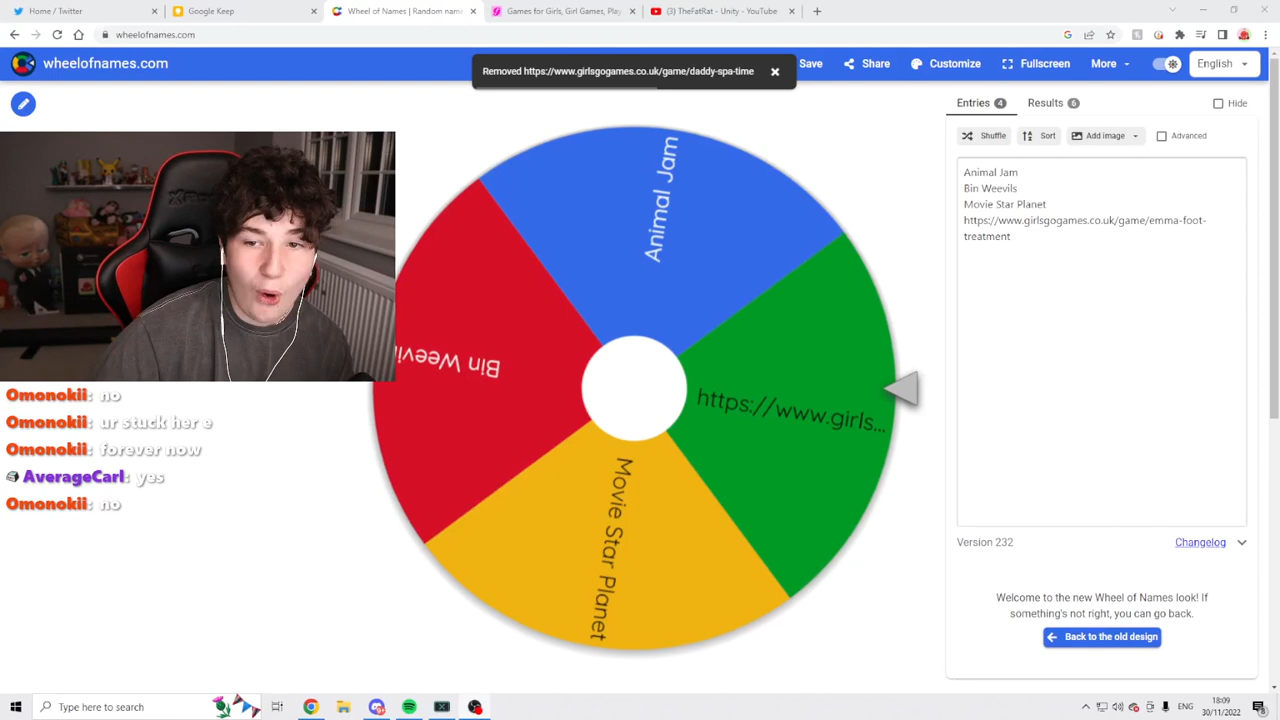 Home / Twitter
Google Keep
Wheel of Names | Random name
Games for Girls, Girl Games, Play
(3) TheFatRat - Unity - YouTube
wheelofnames.com
wheelofnames.com
Removed https://www.girlsgogames.co.uk/game/daddy-spa-time
Save
Share
Customize
Fullscreen
More
English
Entries 4
Results 6
Hide
Shuffle
Sort
Add image
Advanced
Animal Jam
Bin Weevils
Movie Star Planet
https://www.girlsgogames.co.uk/game/emma-foot-
treatment
Animal Jam
https://www.girls...
Movie Star Planet
Bin Weevi
Omonokii: no
Omonokii: ur stuck her e
Omonokii: forever now
AverageCarl: yes
Omonokii: no
Version 232
Changelog
Welcome to the new Wheel of Names look! If
something's not right, you can go back.
Back to the old design
Type here to search
ENG
18:09
30/11/2022